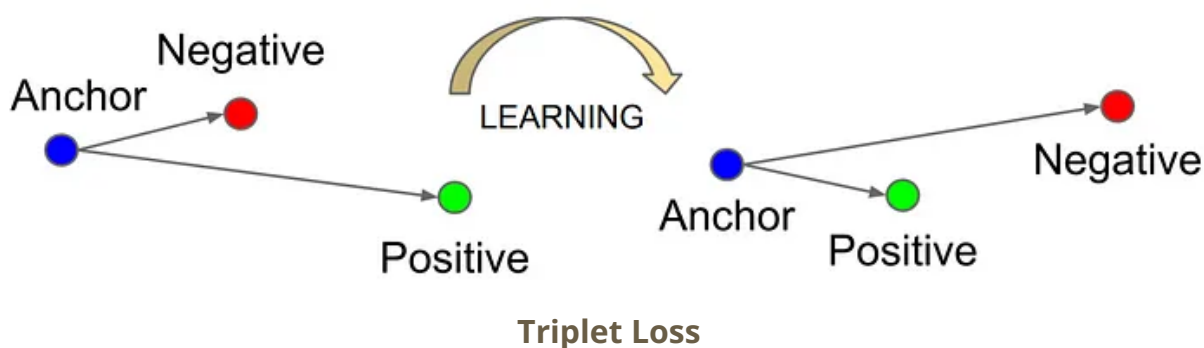 Negative
Anchor
Positive
LEARNING
Negative
Anchor
Positive
Triplet Loss